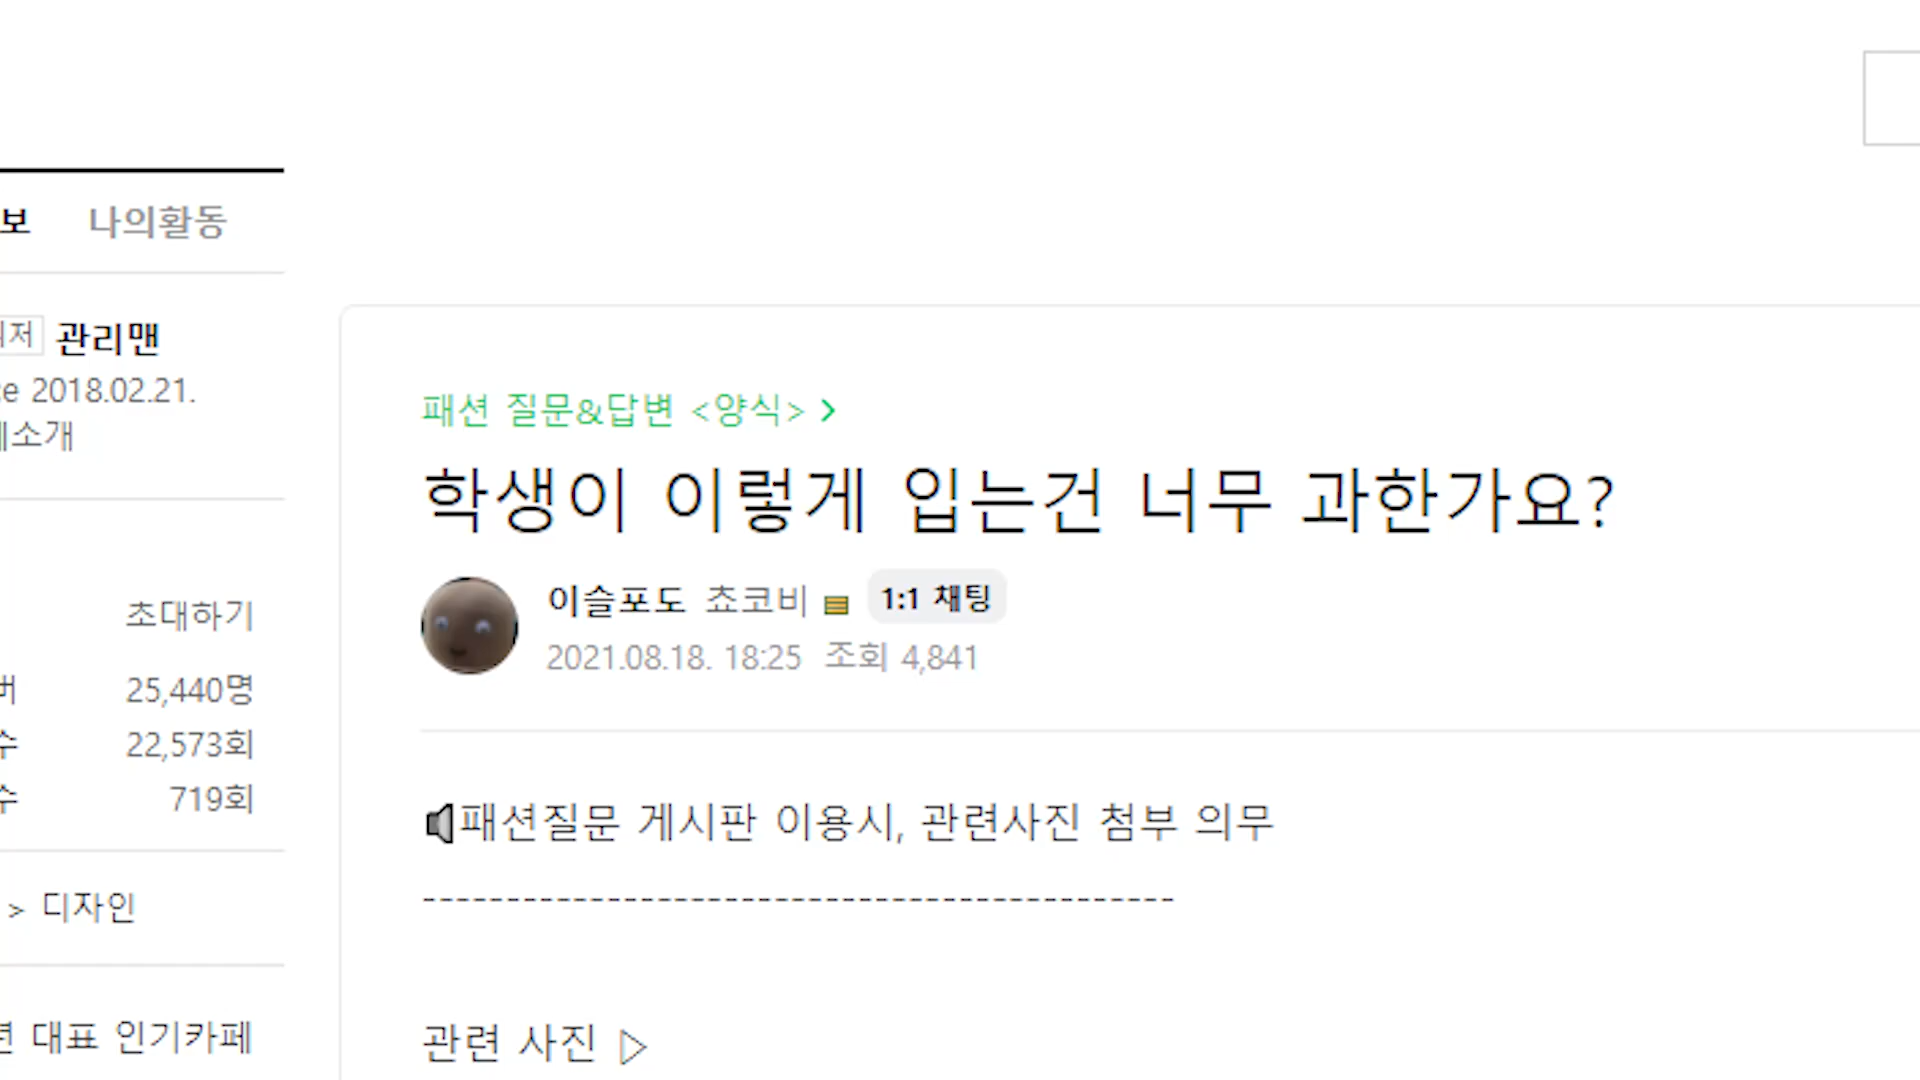 보 나의활동
관리맨
2018.02.21.
초대하기
25,440명
22,573회
719회
> 디자인
대표 인기카페
패션 질문&답변 <양식> >
학생이 이렇게 입는건 너무 과한가요?
이슬포도 쵸코비 1:1 채팅
2021.08.18. 18:25 조회 4,841
패션질문 게시판 이용시, 관련사진 첨부 의무
---------------------------------------------
관련 사진 ▷